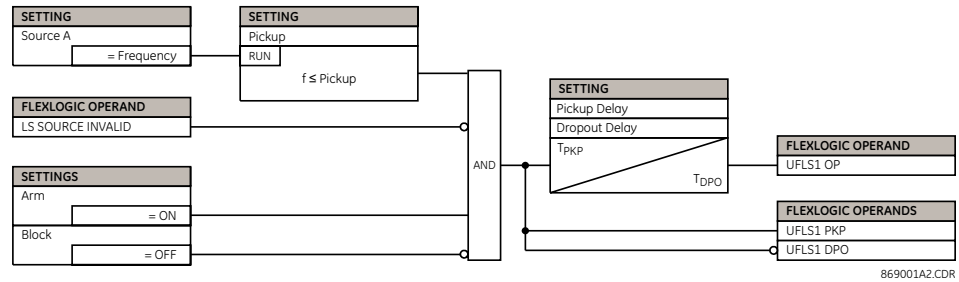 SETTING
Source A
= Frequency
SETTING
Pickup
RUN
f ≤ Pickup
FLEXLOGIC OPERAND
LS SOURCE INVALID
SETTINGS
Arm
= ON
Block
= OFF
AND
SETTING
Pickup Delay
Dropout Delay
TPKP
TDPO
FLEXLOGIC OPERAND
UFLS1 OP
FLEXLOGIC OPERANDS
UFLS1 PKP
UFLS1 DPO
869001A2.CDR